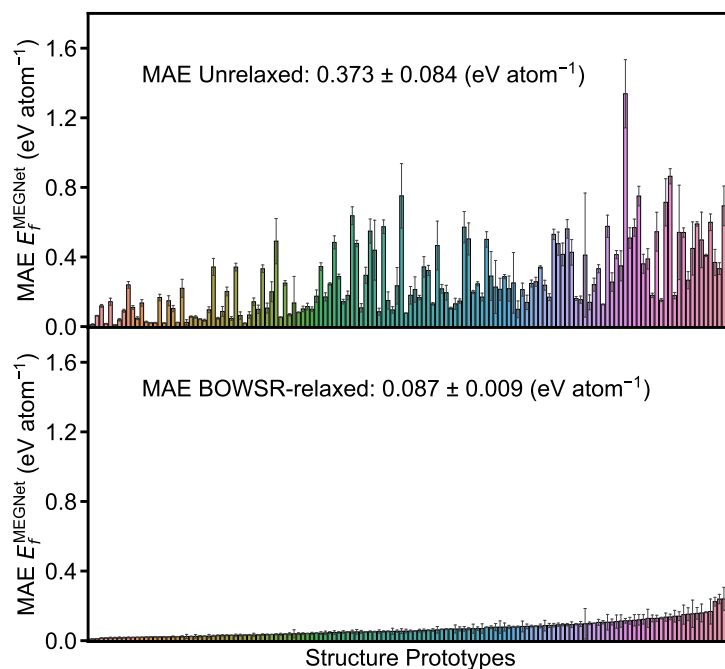 1.6
1.2
0.8
0.4
0.0
MAE E_f^MEGNet (eV atom⁻¹)
MAE Unrelaxed: 0.373 ± 0.084 (eV atom⁻¹)
1.6
1.2
0.8
0.4
0.0
MAE E_f^MEGNet (eV atom⁻¹)
MAE BOWSR-relaxed: 0.087 ± 0.009 (eV atom⁻¹)
Structure Prototypes